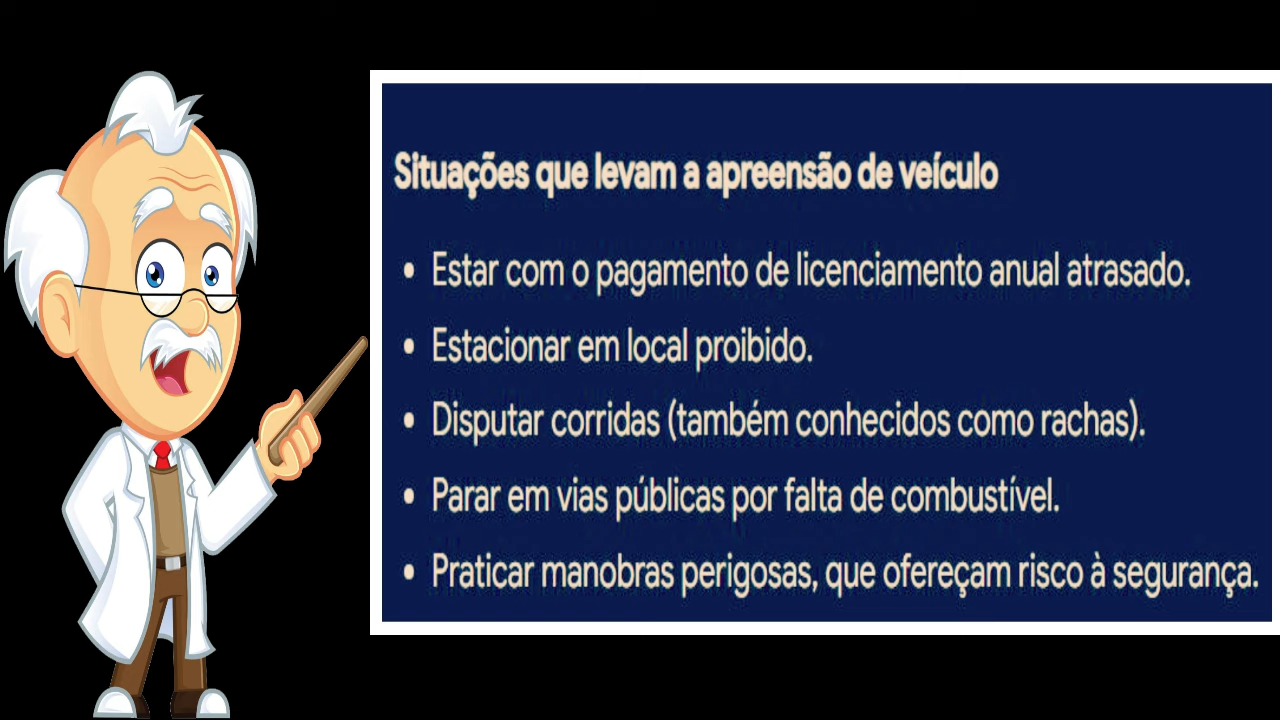 Situações que levam a apreensão de veículo
• Estar com o pagamento de licenciamento anual atrasado.
• Estacionar em local proibido.
• Disputar corridas (também conhecidos como rachas).
• Parar em vias públicas por falta de combustível.
• Praticar manobras perigosas, que ofereçam risco à segurança.